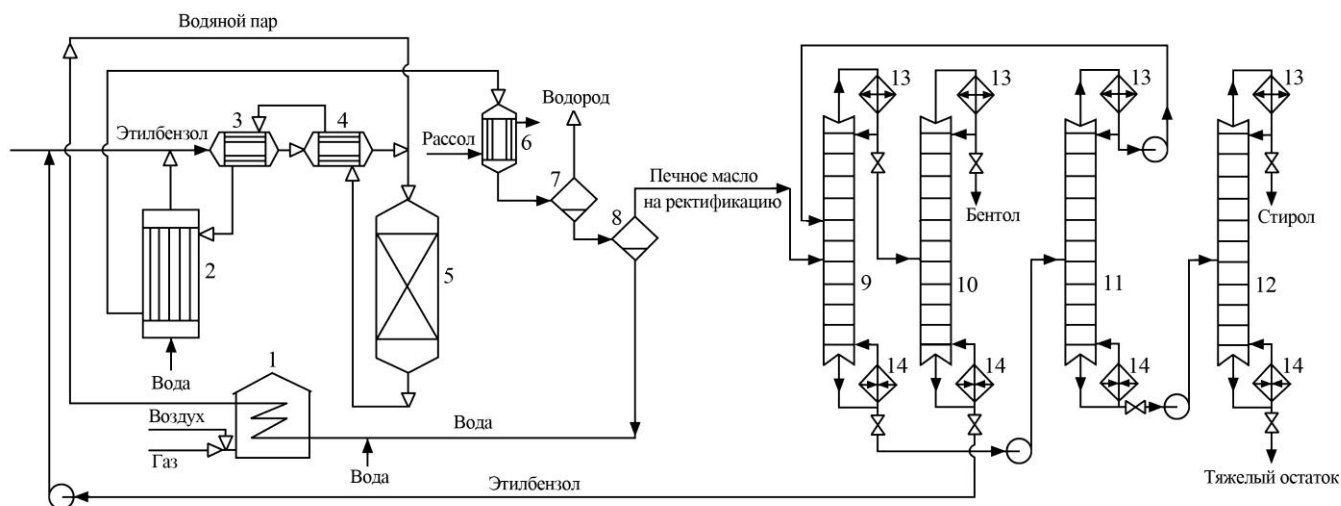 Водяной пар
13
13
13
13
Водород
3
4
Этилбензол
Рассол
6
7
Печное масло
на ректификацию
8
Бентол
Стирол
2
5
9
10
11
12
Вода
1
14
14
14
14
Воздух
Вода
Газ
Вода
Этилбензол
Тяжелый остаток